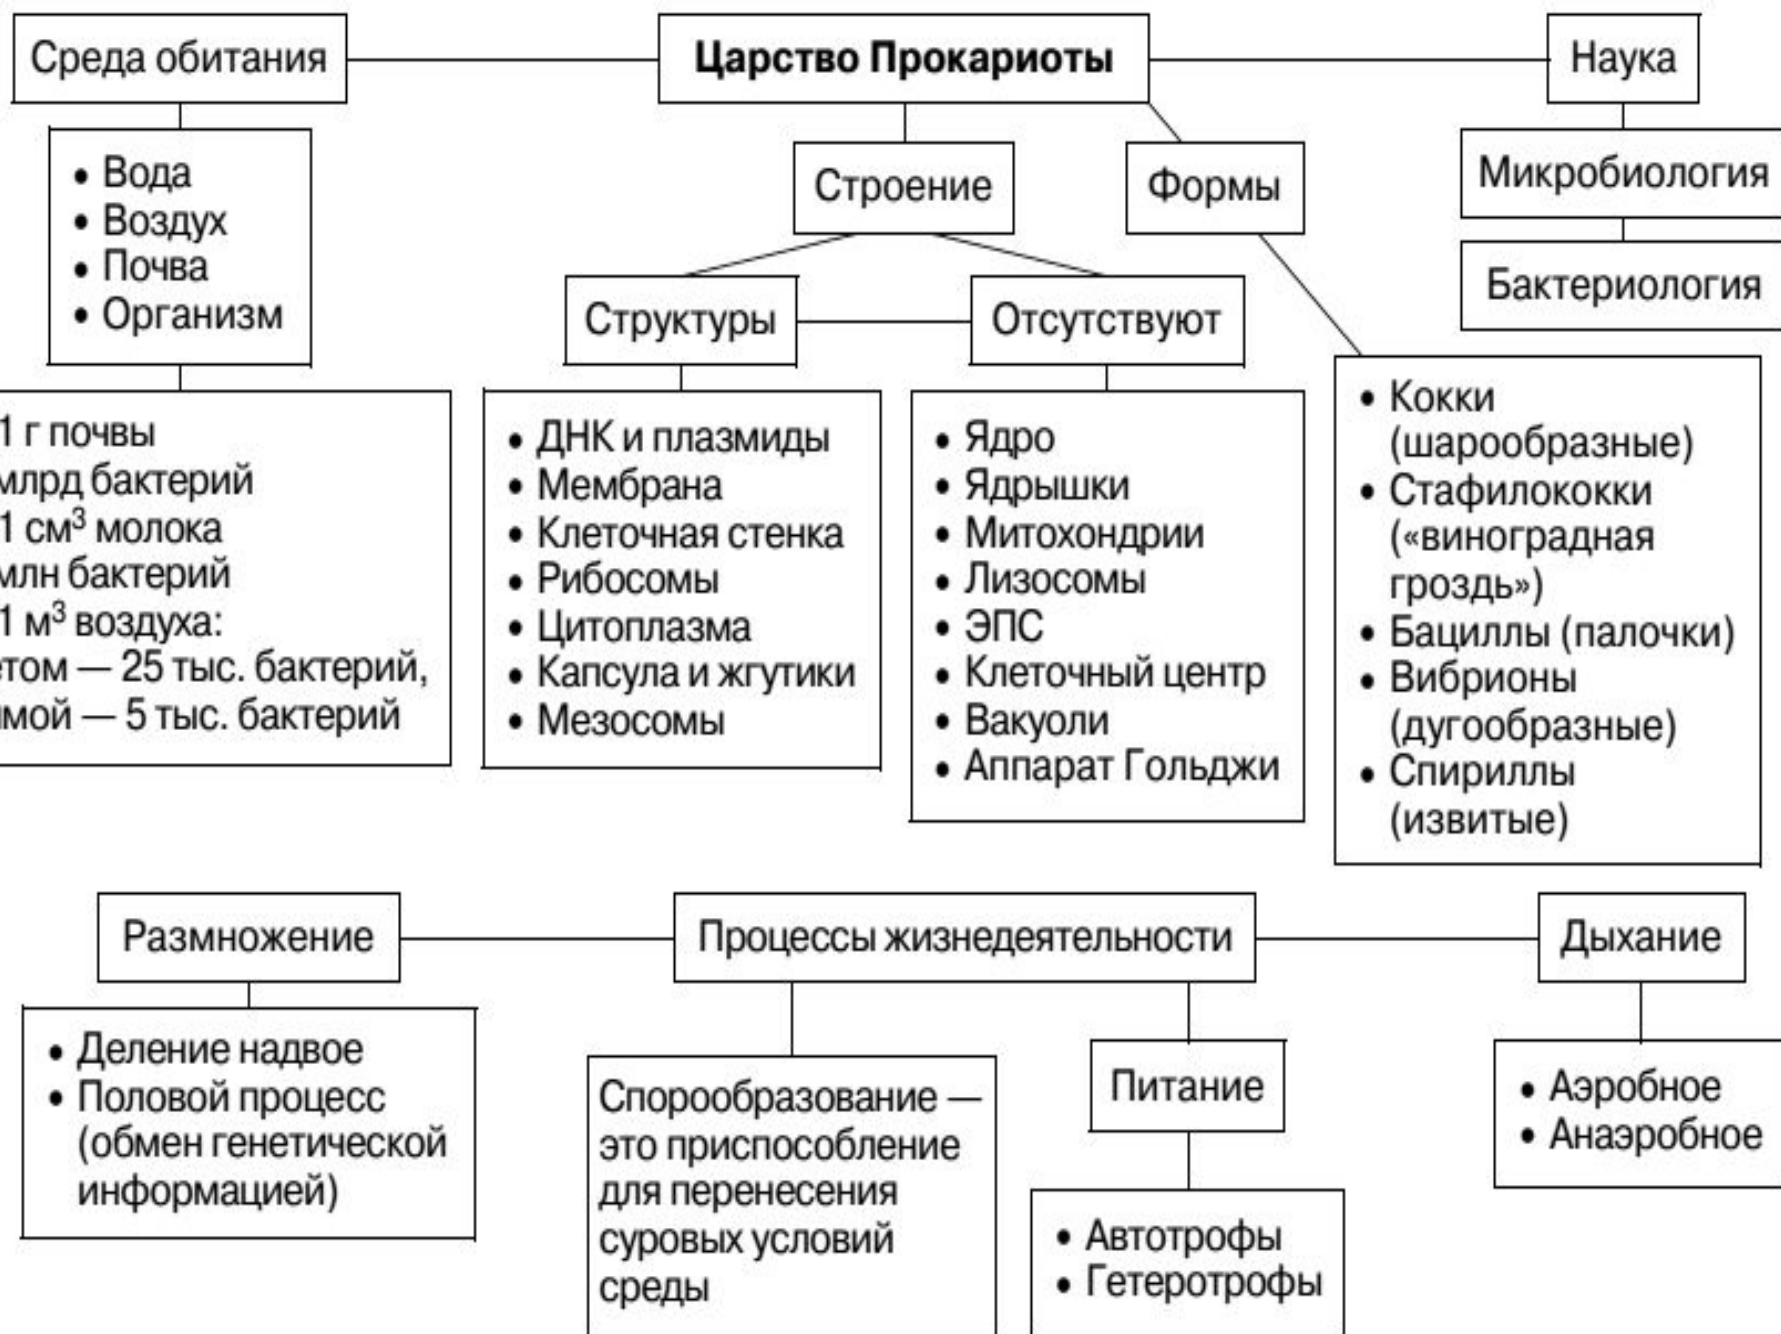 Среда обитания
Царство Прокариоты
Наука
• Вода
• Воздух
• Почва
• Организм
Строение
Формы
Микробиология
Бактериология
Структуры
Отсутствуют
1 г почвы
млрд бактерий
1 см³ молока
млн бактерий
1 м³ воздуха:
етом — 25 тыс. бактерий,
имой — 5 тыс. бактерий
• ДНК и плазмиды
• Мембрана
• Клеточная стенка
• Рибосомы
• Цитоплазма
• Капсула и жгутики
• Мезосомы
• Ядро
• Ядрышки
• Митохондрии
• Лизосомы
• ЭПС
• Клеточный центр
• Вакуоли
• Аппарат Гольджи
• Кокки
(шарообразные)
• Стафилококки
(«виноградная
гроздь»)
• Бациллы (палочки)
• Вибрионы
(дугообразные)
• Спириллы
(извитые)
Размножение
Процессы жизнедеятельности
Дыхание
• Деление надвое
• Половой процесс
(обмен генетической
информацией)
Спорообразование —
это приспособление
для перенесения
суровых условий
среды
Питание
• Автотрофы
• Гетеротрофы
• Аэробное
• Анаэробное